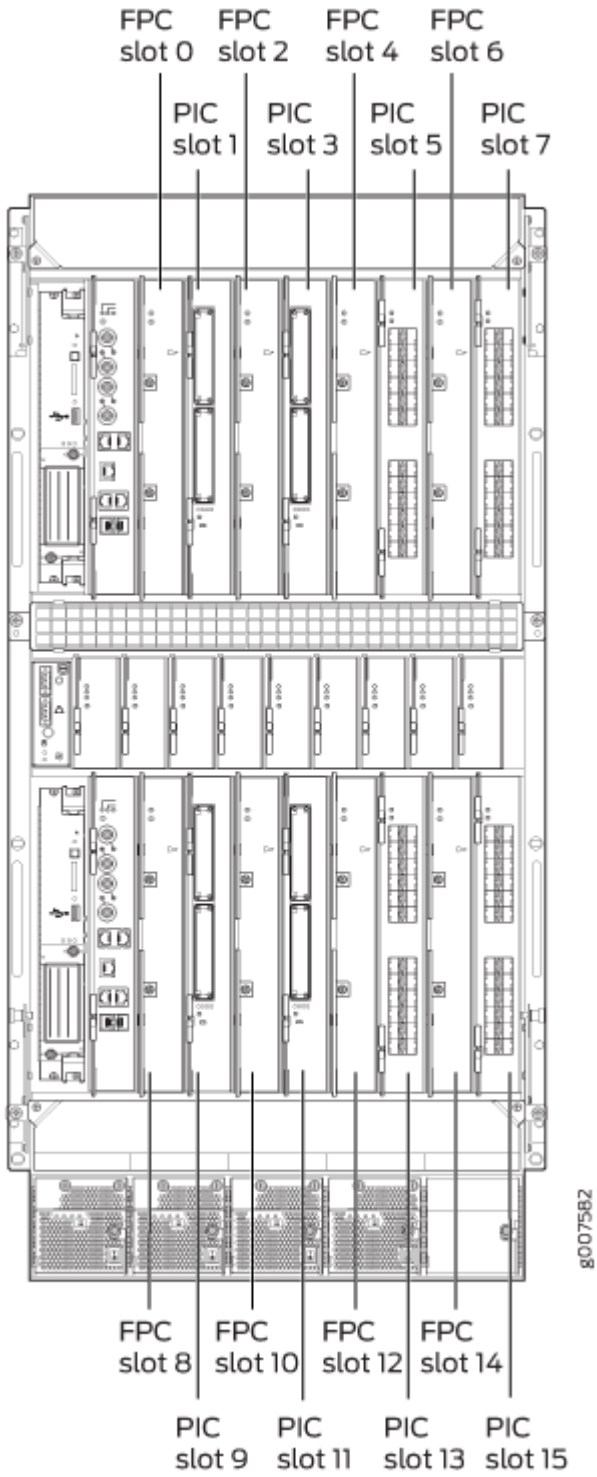 FPC
slot 0
FPC
slot 2
FPC
slot 4
FPC
slot 6
PIC
slot 1
PIC
slot 3
PIC
slot 5
PIC
slot 7
g007582
FPC
slot 8
FPC
slot 10
FPC
slot 12
FPC
slot 14
PIC
slot 9
PIC
slot 11
PIC
slot 13
PIC
slot 15